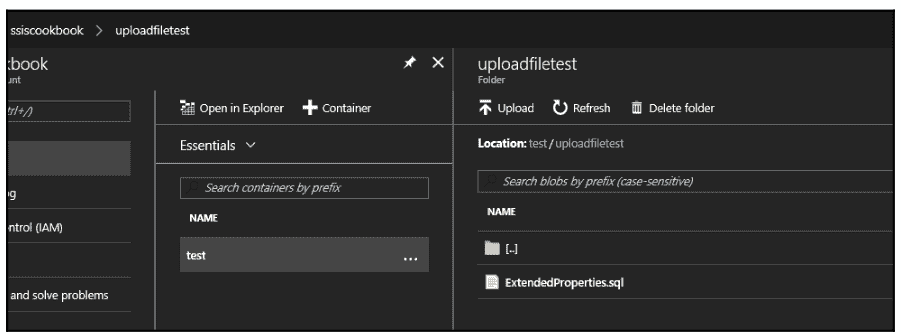 ssiscookbook > uploadfiletest
kbook
unt
trl+/)
ntrol (IAM)
and solve problems
Open in Explorer
Container
Essentials
Search containers by prefix
NAME
test
...
uploadfiletest
Folder
Upload Refresh Delete folder
Location: test / uploadfiletest
Search blobs by prefix (case-sensitive)
NAME
[..]
ExtendedProperties.sql